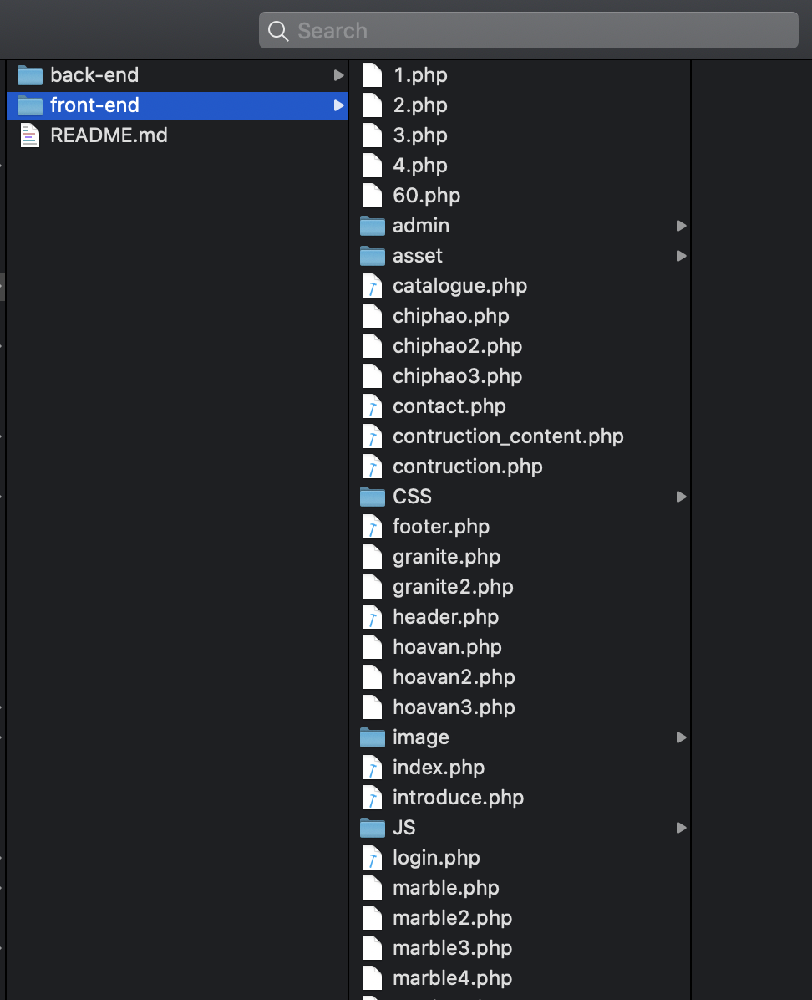 Search
back-end
front-end
README.md
1.php
2.php
3.php
4.php
60.php
admin
asset
catalogue.php
chiphao.php
chiphao2.php
chiphao3.php
contact.php
contruction_content.php
contruction.php
CSS
footer.php
granite.php
granite2.php
header.php
hoavan.php
hoavan2.php
hoavan3.php
image
index.php
introduce.php
JS
login.php
marble.php
marble2.php
marble3.php
marble4.php